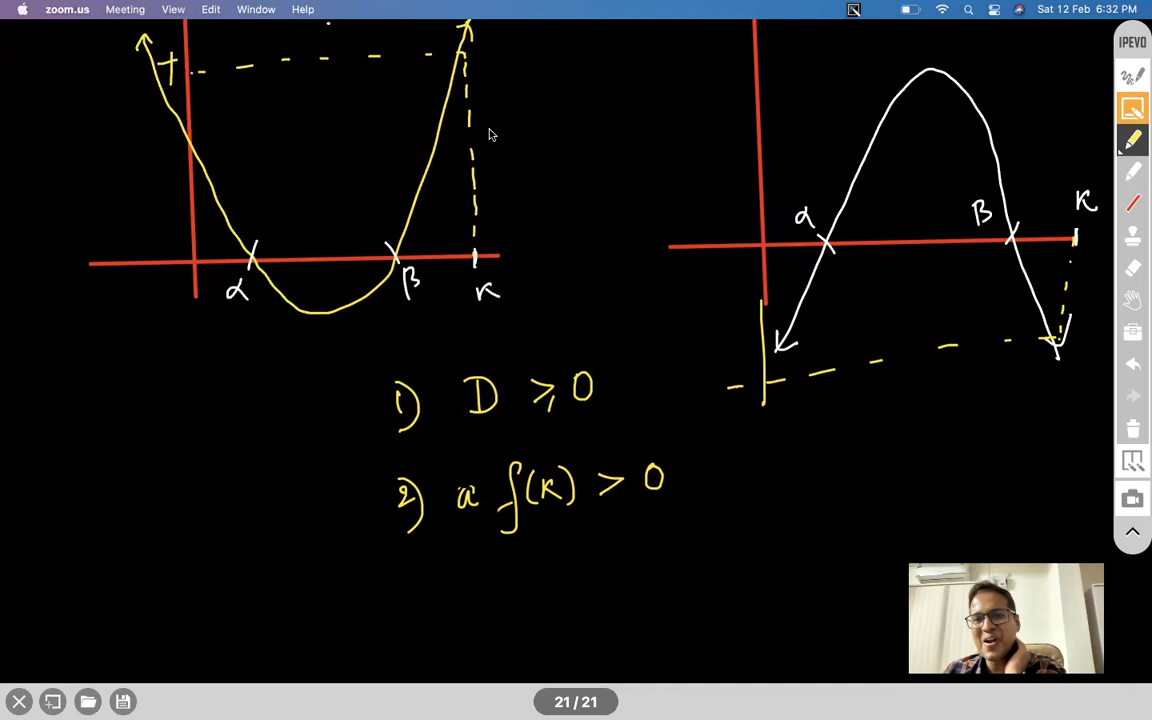 zoom.us Meeting View Edit Window Help Sat 12 Feb 6:32 PM
IPEVO
+
α β K
α β K
1) D ⩾ 0
2) a f(K) > 0
21 / 21